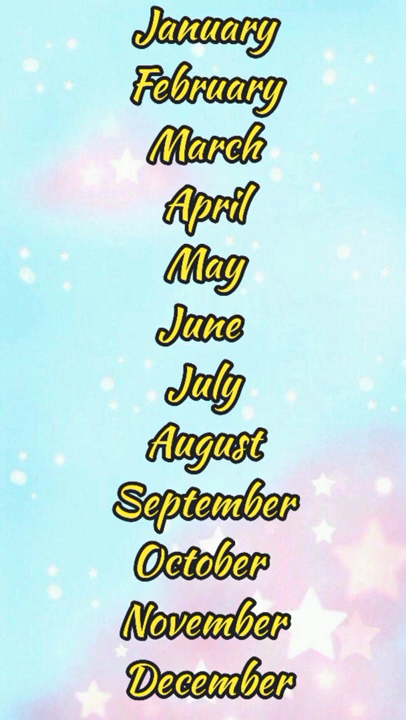 January
February
March
April
May
June
July
August
September
October
November
December